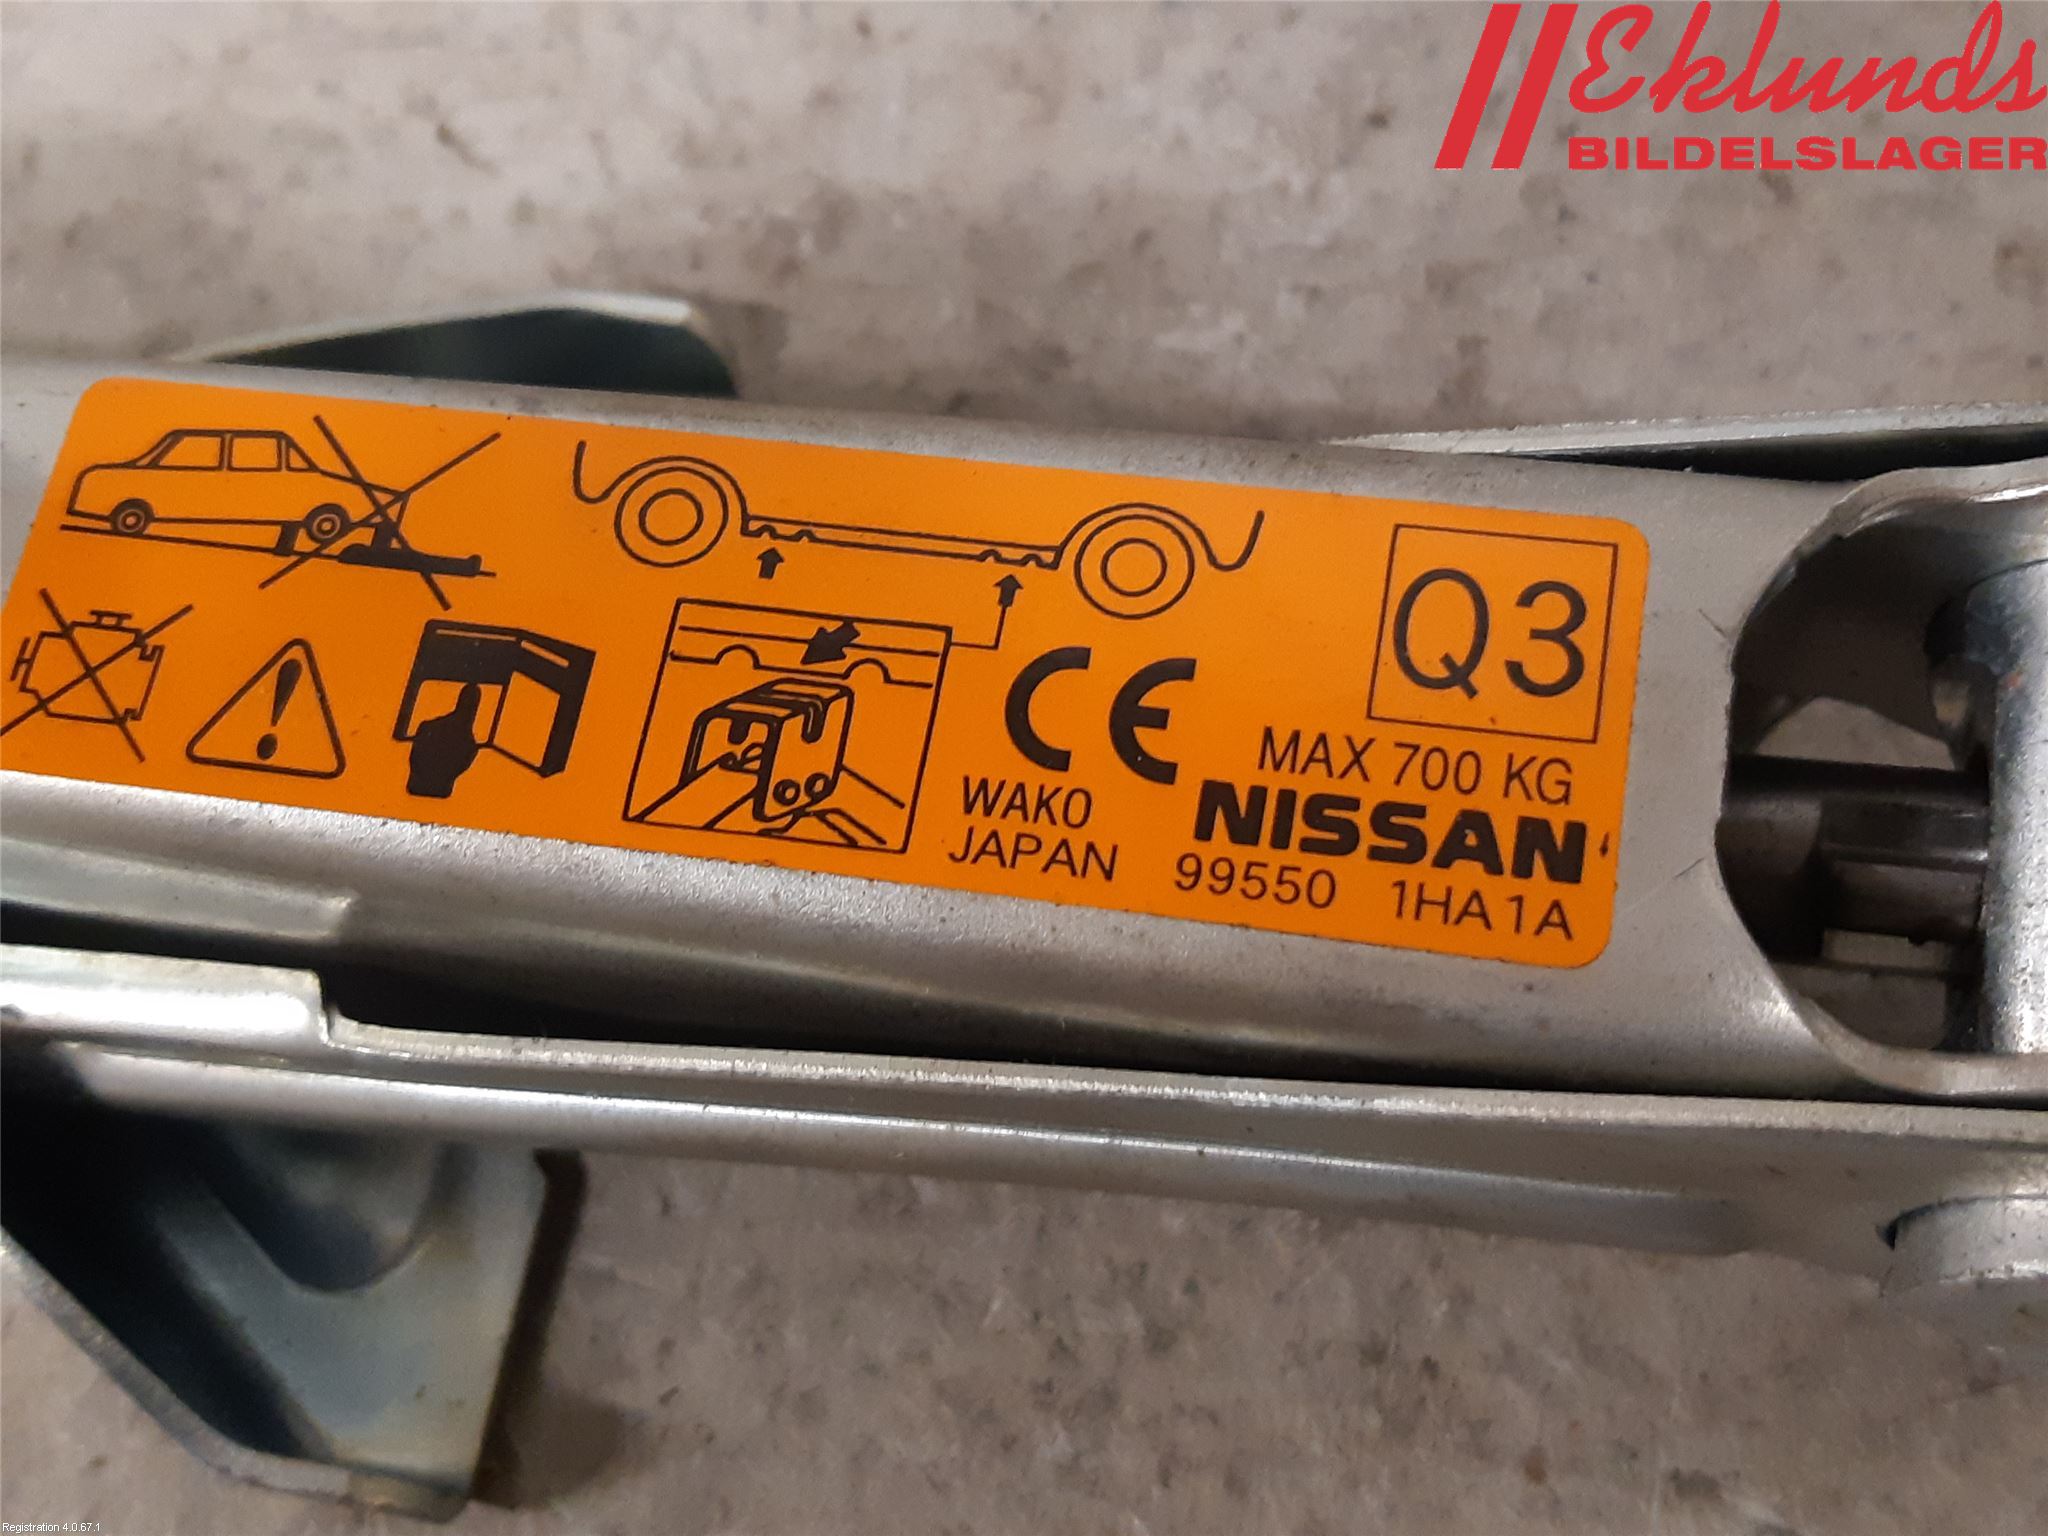 Eklunds
BILDELSLAGER
Q3
CE
MAX 700 KG
WAKO
JAPAN
NISSAN
99550 1HA1A
Registration 4.0.67.1